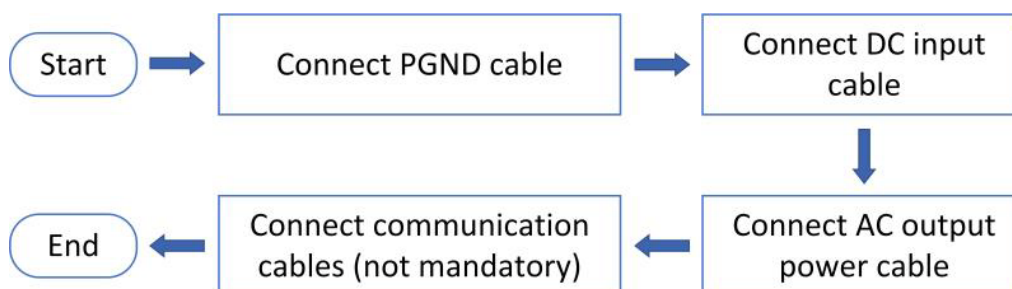 Start
Connect PGND cable
Connect DC input
cable
Connect AC output
power cable
Connect communication
cables (not mandatory)
End